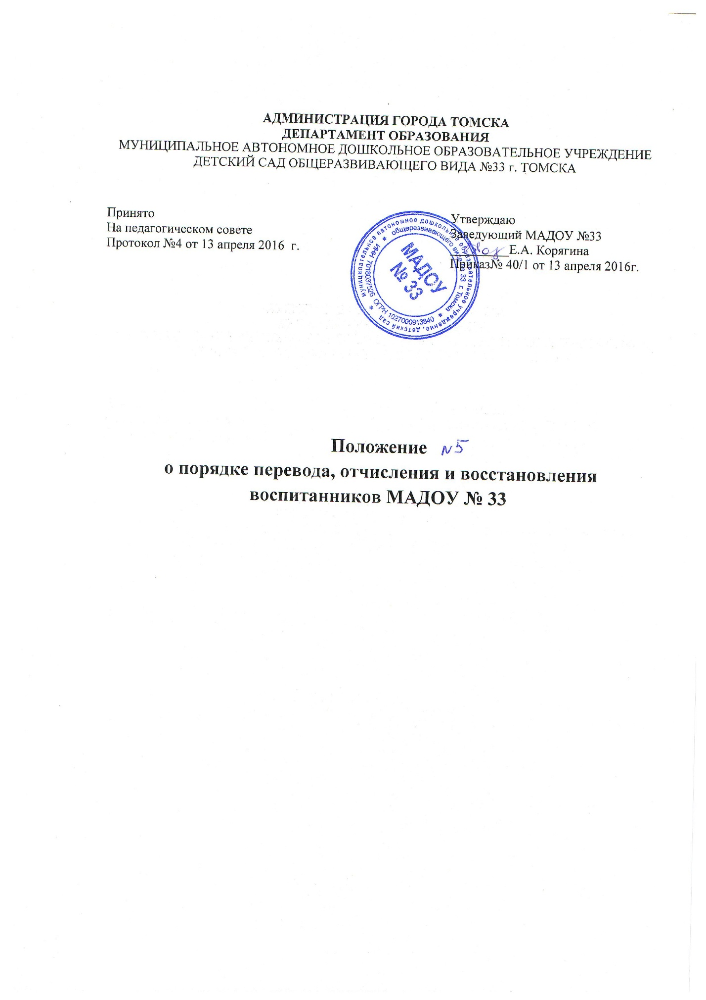 АДМИНИСТРАЦИЯ ГОРОДА ТОМСКА
ДЕПАРТАМЕНТ ОБРАЗОВАНИЯ
МУНИЦИПАЛЬНОЕ АВТОНОМНОЕ ДОШКОЛЬНОЕ ОБРАЗОВАТЕЛЬНОЕ УЧРЕЖДЕНИЕ
ДЕТСКИЙ САД ОБЩЕРАЗВИВАЮЩЕГО ВИДА №33 г. ТОМСКА
Принято
На педагогическом совете
Протокол №4 от 13 апреля 2016 г.
Утверждаю
Заведующий МАДОУ №33
_________Е.А. Корягина
Приказ№ 40/1 от 13 апреля 2016г.
муниципальное автономное дошкольное образовательное учреждение, детский сад *
* общеразвивающего вида № 33 г. Томска *
ИНН 7018037526 ОГРН 1027000913840
МАДОУ
№ 33
Положение №5
о порядке перевода, отчисления и восстановления
воспитанников МАДОУ № 33